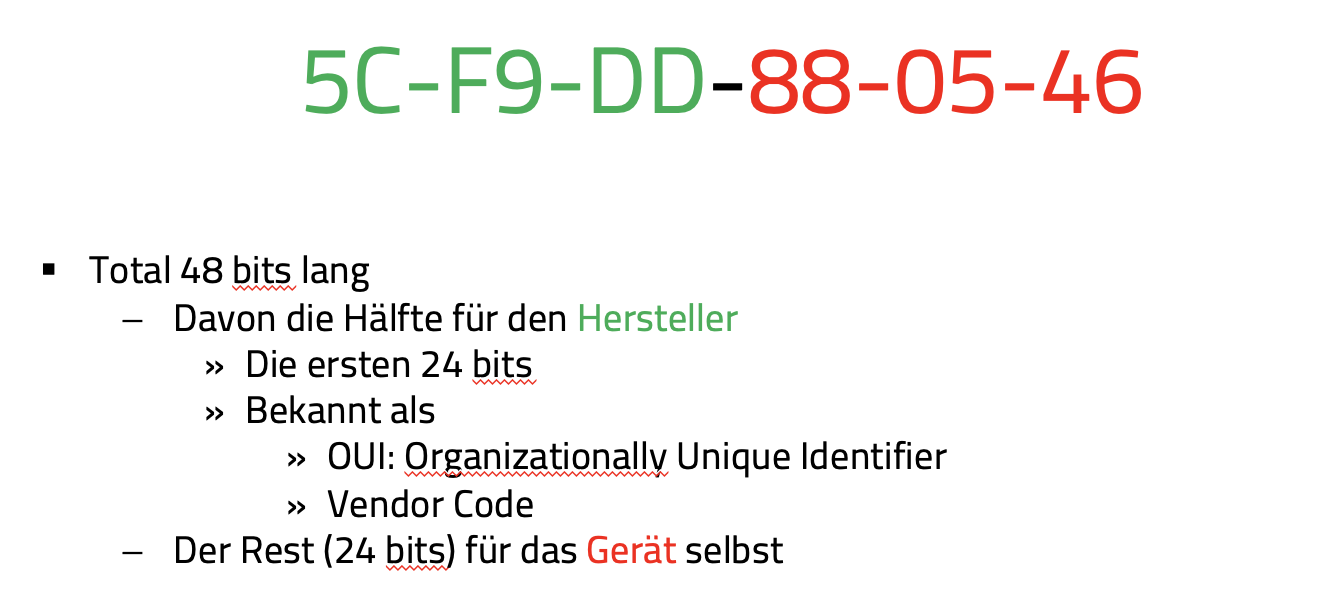 5C-F9-DD-88-05-46
▪ Total 48 bits lang
– Davon die Hälfte für den Hersteller
» Die ersten 24 bits
» Bekannt als
» OUI: Organizationally Unique Identifier
» Vendor Code
– Der Rest (24 bits) für das Gerät selbst